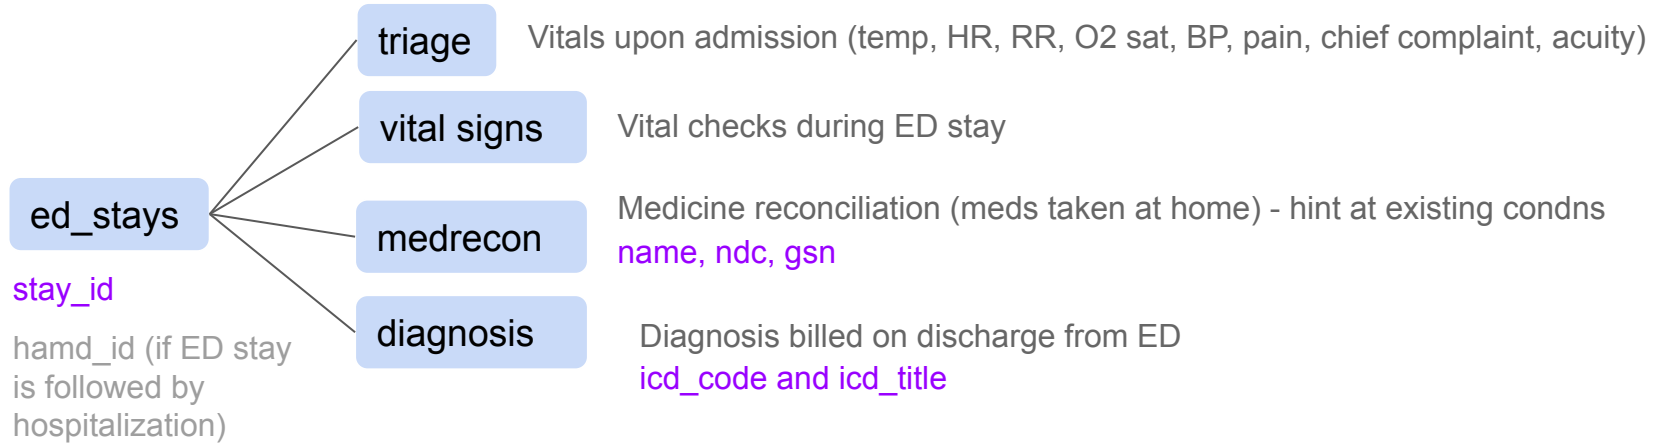 triage
Vitals upon admission (temp, HR, RR, O2 sat, BP, pain, chief complaint, acuity)
vital signs
Vital checks during ED stay
ed_stays
medrecon
Medicine reconciliation (meds taken at home) - hint at existing condns
name, ndc, gsn
stay_id
hamd_id (if ED stay
is followed by
hospitalization)
diagnosis
Diagnosis billed on discharge from ED
icd_code and icd_title